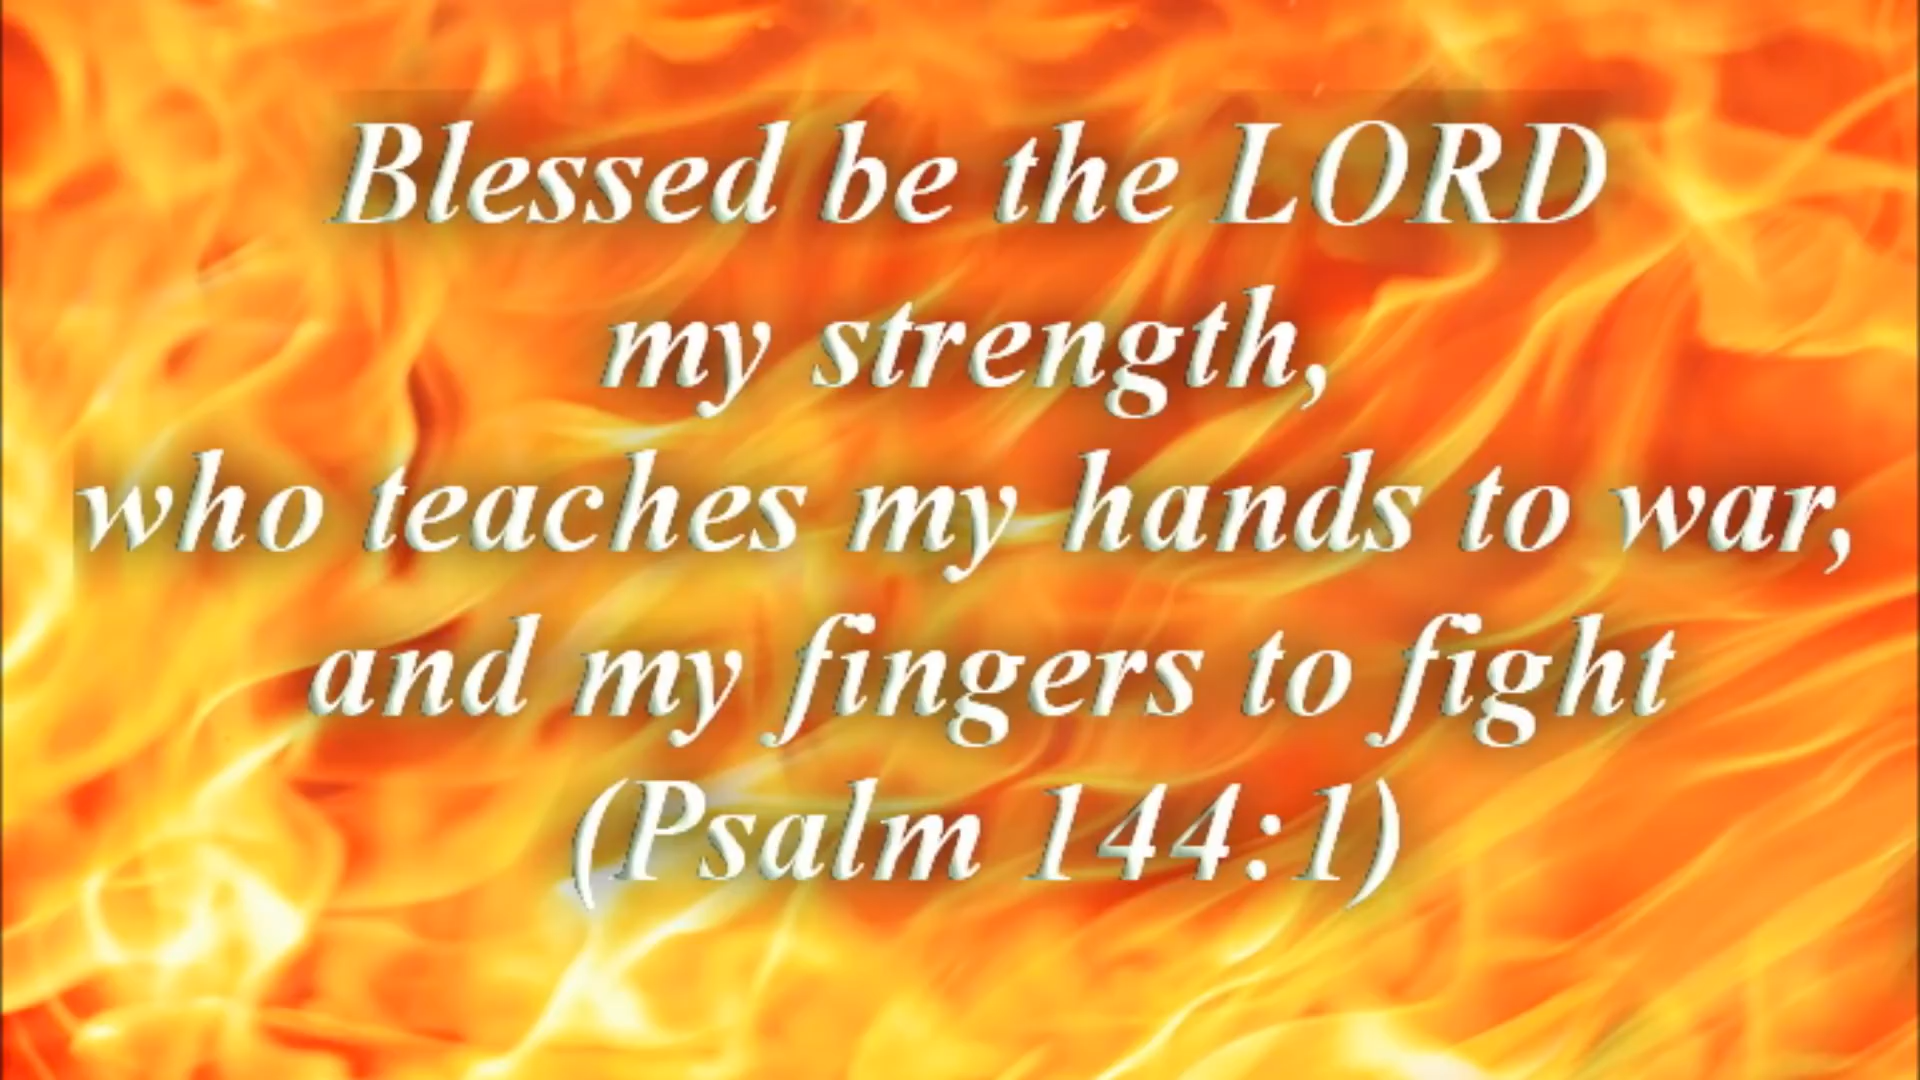 Blessed be the LORD
my strength,
who teaches my hands to war,
and my fingers to fight
(Psalm 144:1)